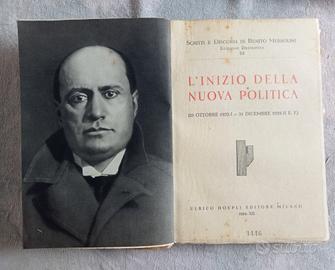 SCRITTI E DISCORSI DI BENITO MUSSOLINI
EDIZIONE DEFINITIVA
III
L'INIZIO DELLA
NUOVA POLITICA
(28 OTTOBRE 1922-I – 31 DICEMBRE 1923-II E. F.)
ULRICO HOEPLI EDITORE MILANO
1934-XII
subito